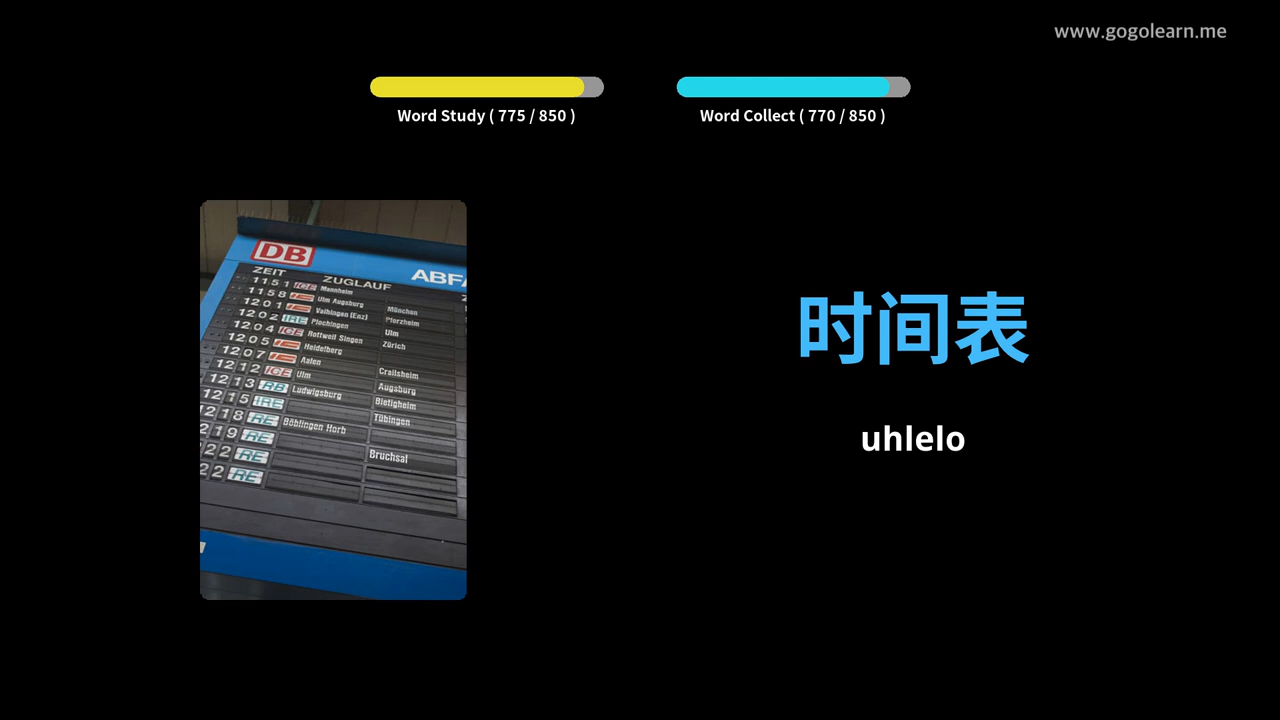 www.gogolearn.me
Word Study ( 775 / 850 )
Word Collect ( 770 / 850 )
DB
ZEIT ZUGLAUF ABFA
1151 ICE Mannheim
1158 Ulm Augsburg München
1201 Vaihingen (Enz) Pforzheim
1202 IRE Plochingen Ulm
1204 ICE Rottweil Singen Zürich
1205 Heidelberg
1207 Aalen Crailsheim
1212 ICE Ulm Augsburg
1213 RB Ludwigsburg Bietigheim
1215 IRE Tübingen
1218 RE Böblingen Horb
219 RE
22 RE Bruchsal
22 RE
时间表
uhlelo